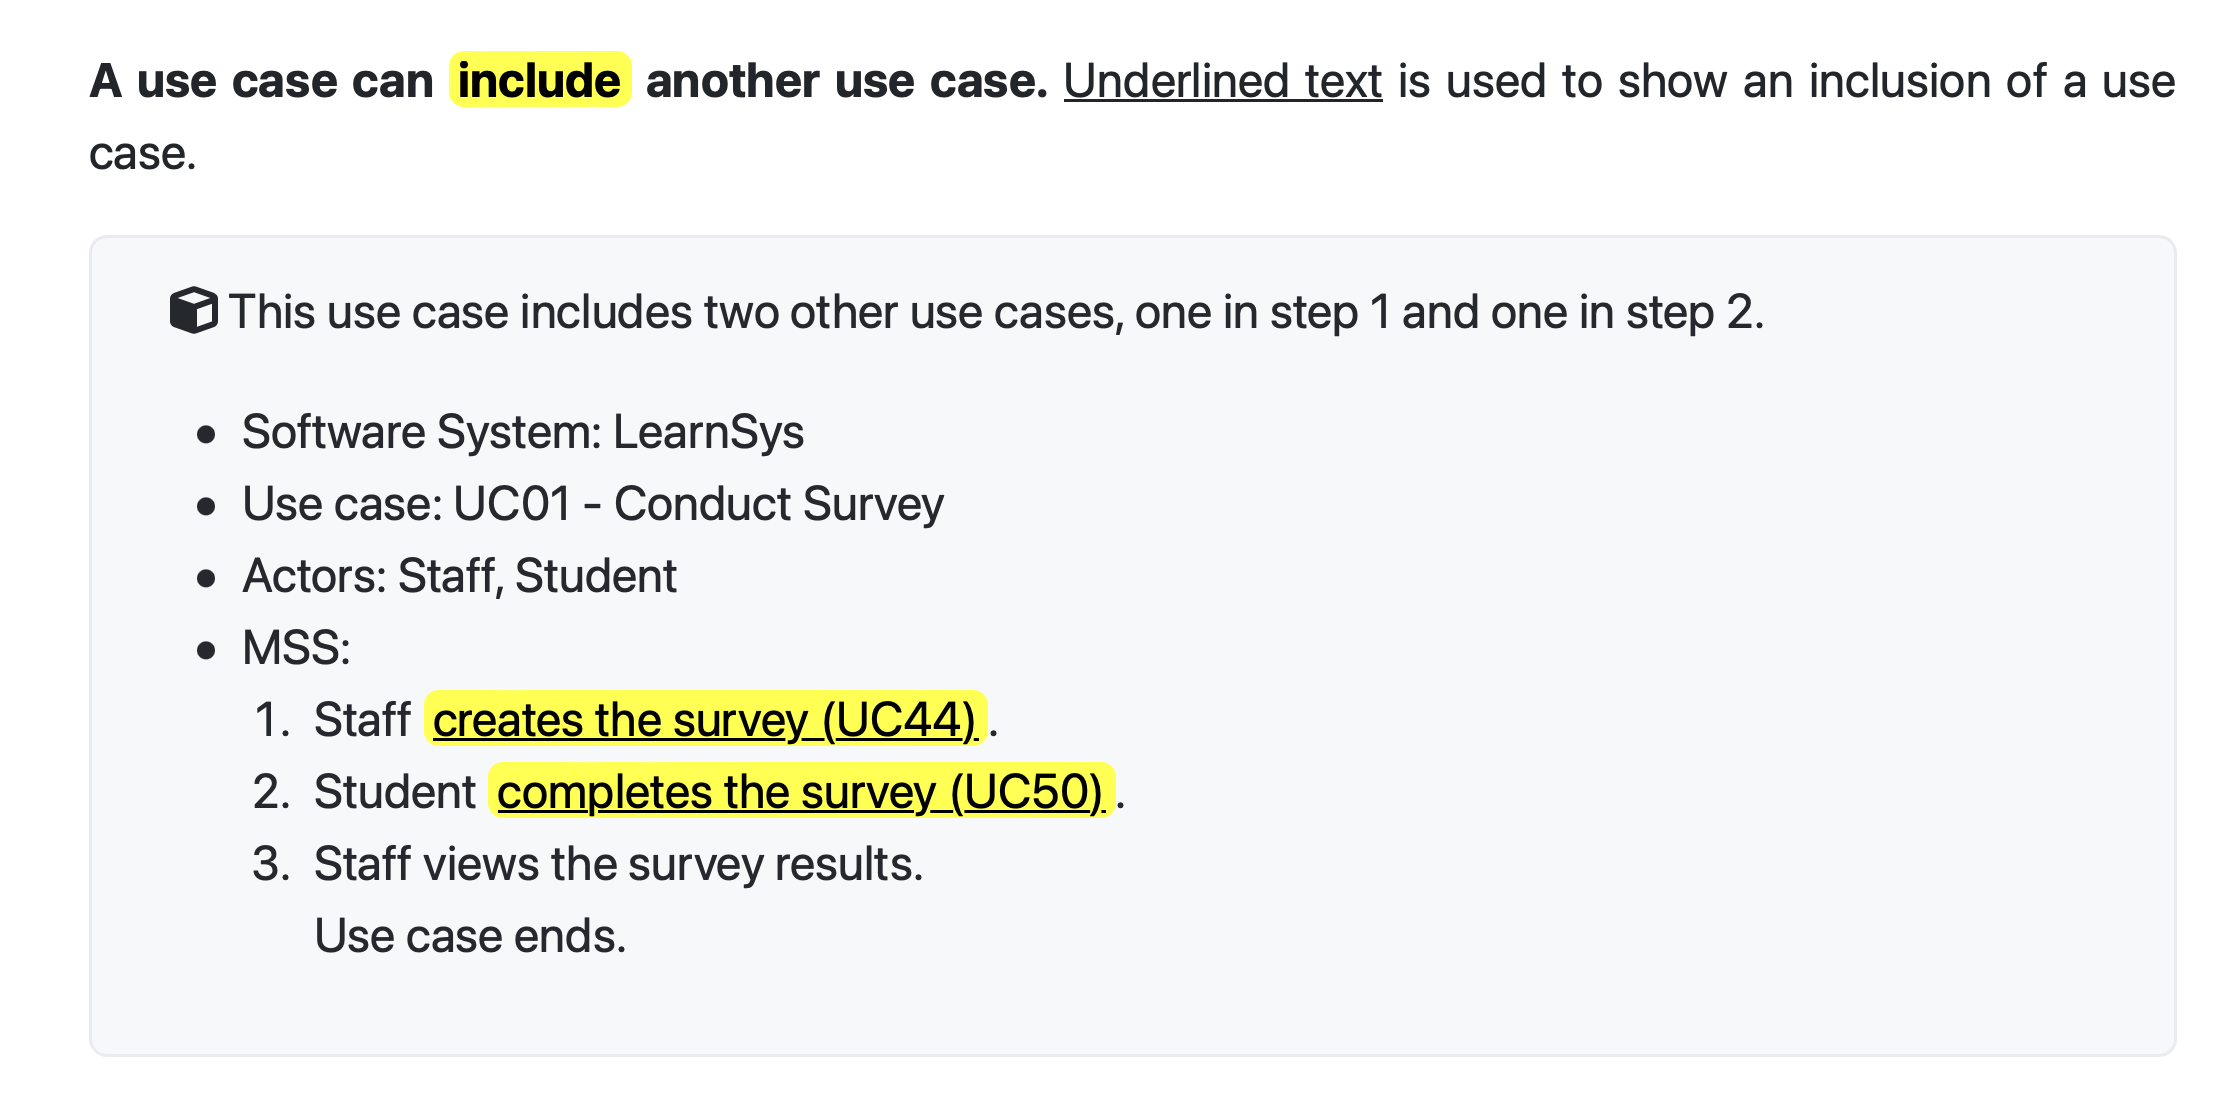 A use case can include another use case. Underlined text is used to show an inclusion of a use
case.
This use case includes two other use cases, one in step 1 and one in step 2.
• Software System: LearnSys
• Use case: UC01 - Conduct Survey
• Actors: Staff, Student
• MSS:
1. Staff creates the survey (UC44).
2. Student completes the survey (UC50).
3. Staff views the survey results.
Use case ends.